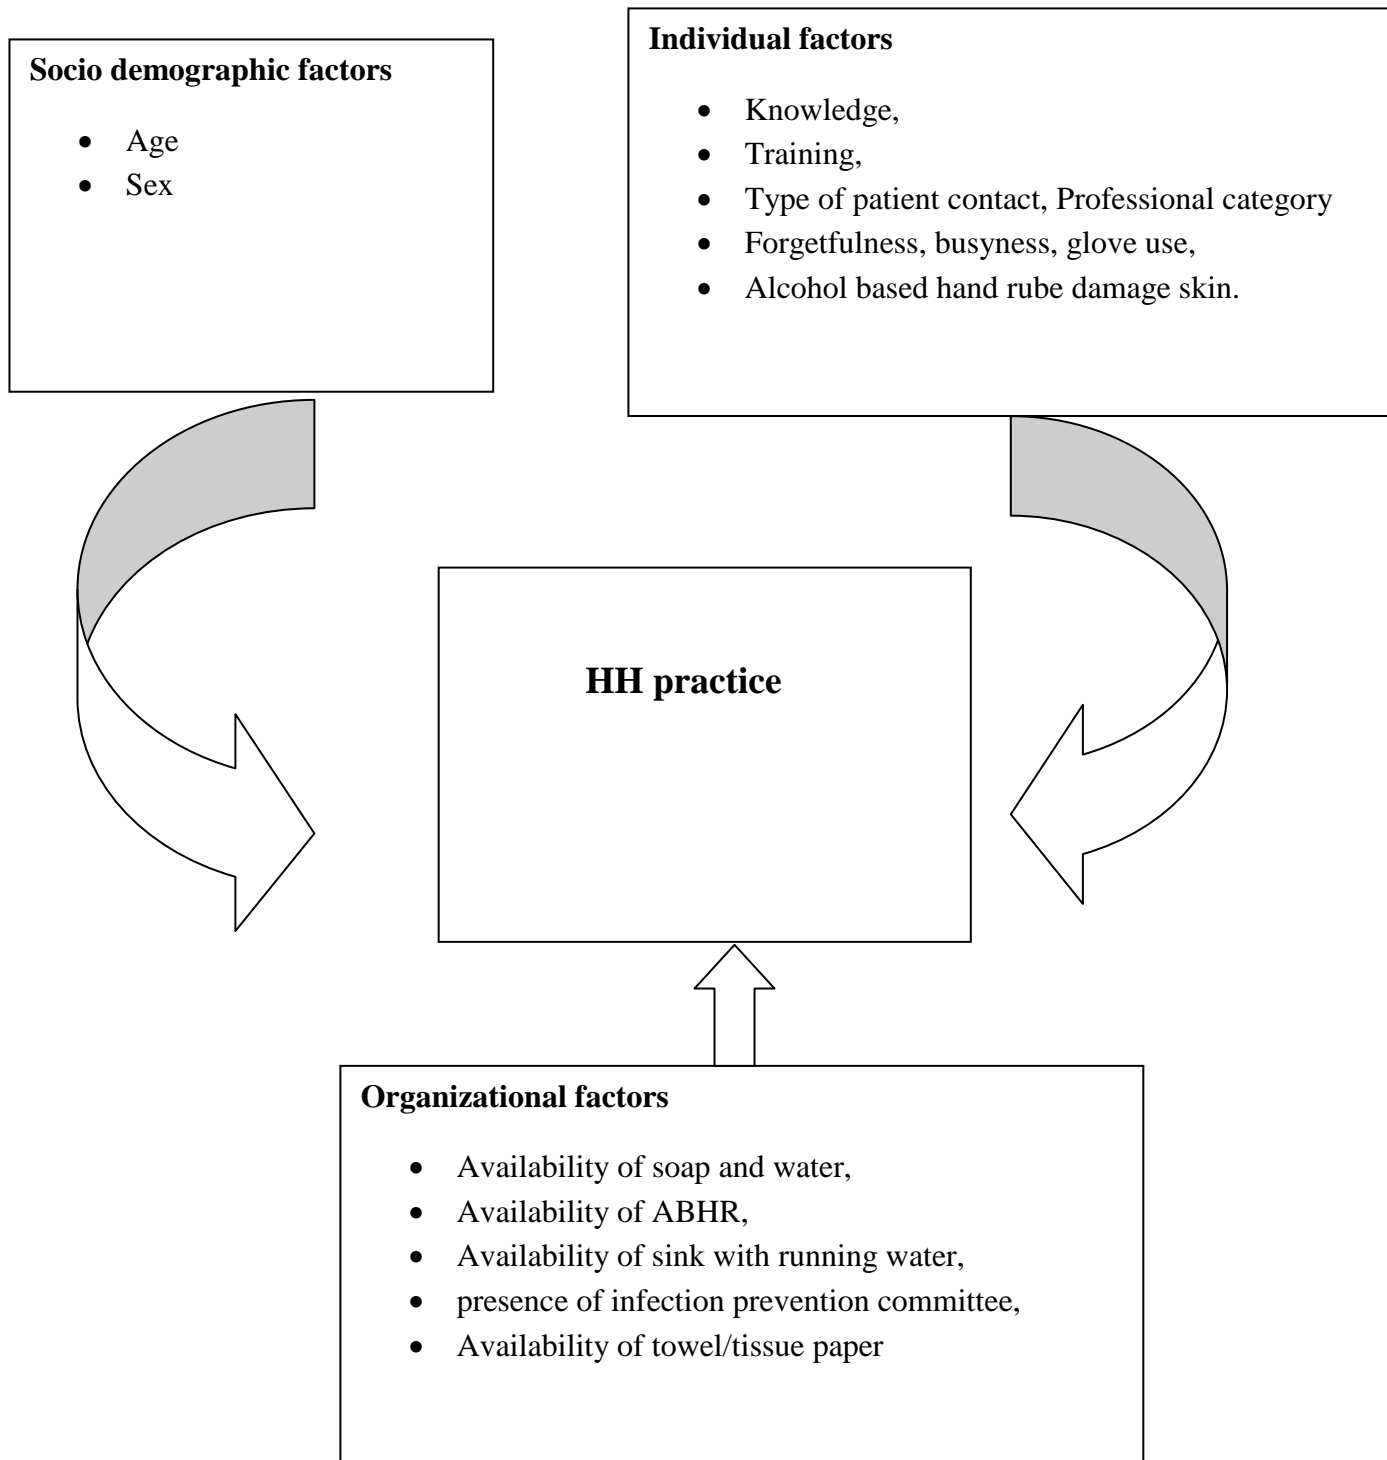 Socio demographic factors
• Age
• Sex
Individual factors
• Knowledge,
• Training,
• Type of patient contact, Professional category
• Forgetfulness, busyness, glove use,
• Alcohol based hand rube damage skin.
HH practice
Organizational factors
• Availability of soap and water,
• Availability of ABHR,
• Availability of sink with running water,
• presence of infection prevention committee,
• Availability of towel/tissue paper